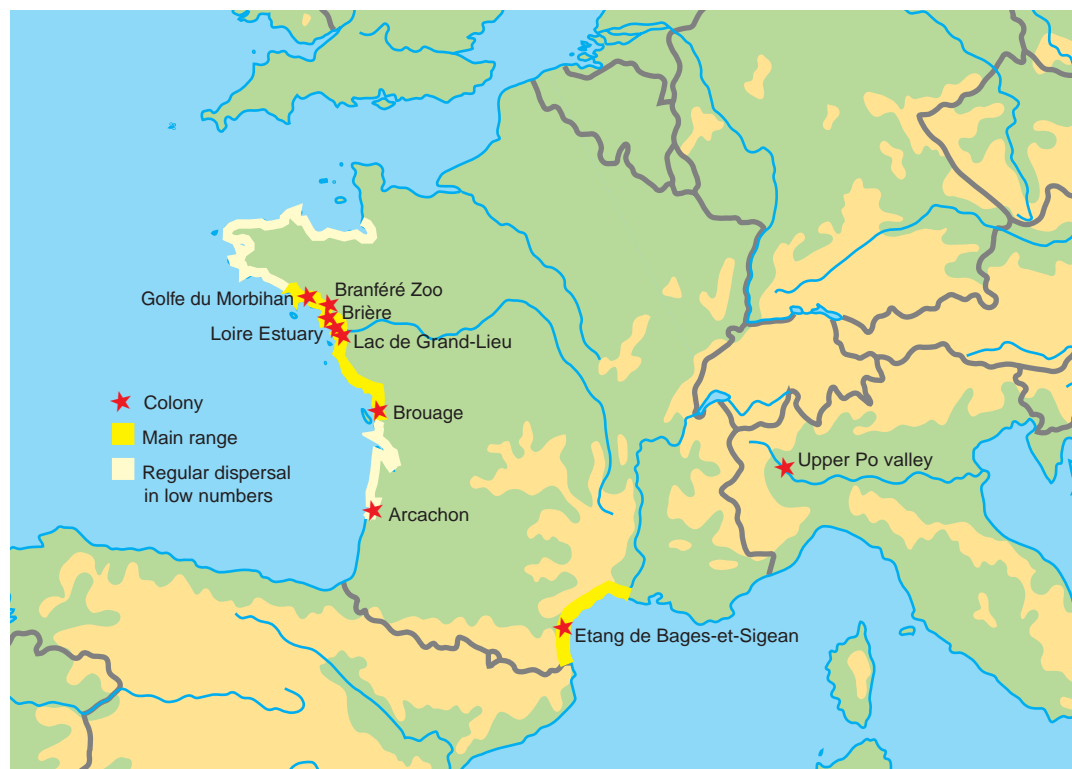 Golfe du Morbihan
Branféré Zoo
Brière
Loire Estuary
Lac de Grand-Lieu
Colony
Main range
Regular dispersal
in low numbers
Brouage
Upper Po valley
Arcachon
Etang de Bages-et-Sigean